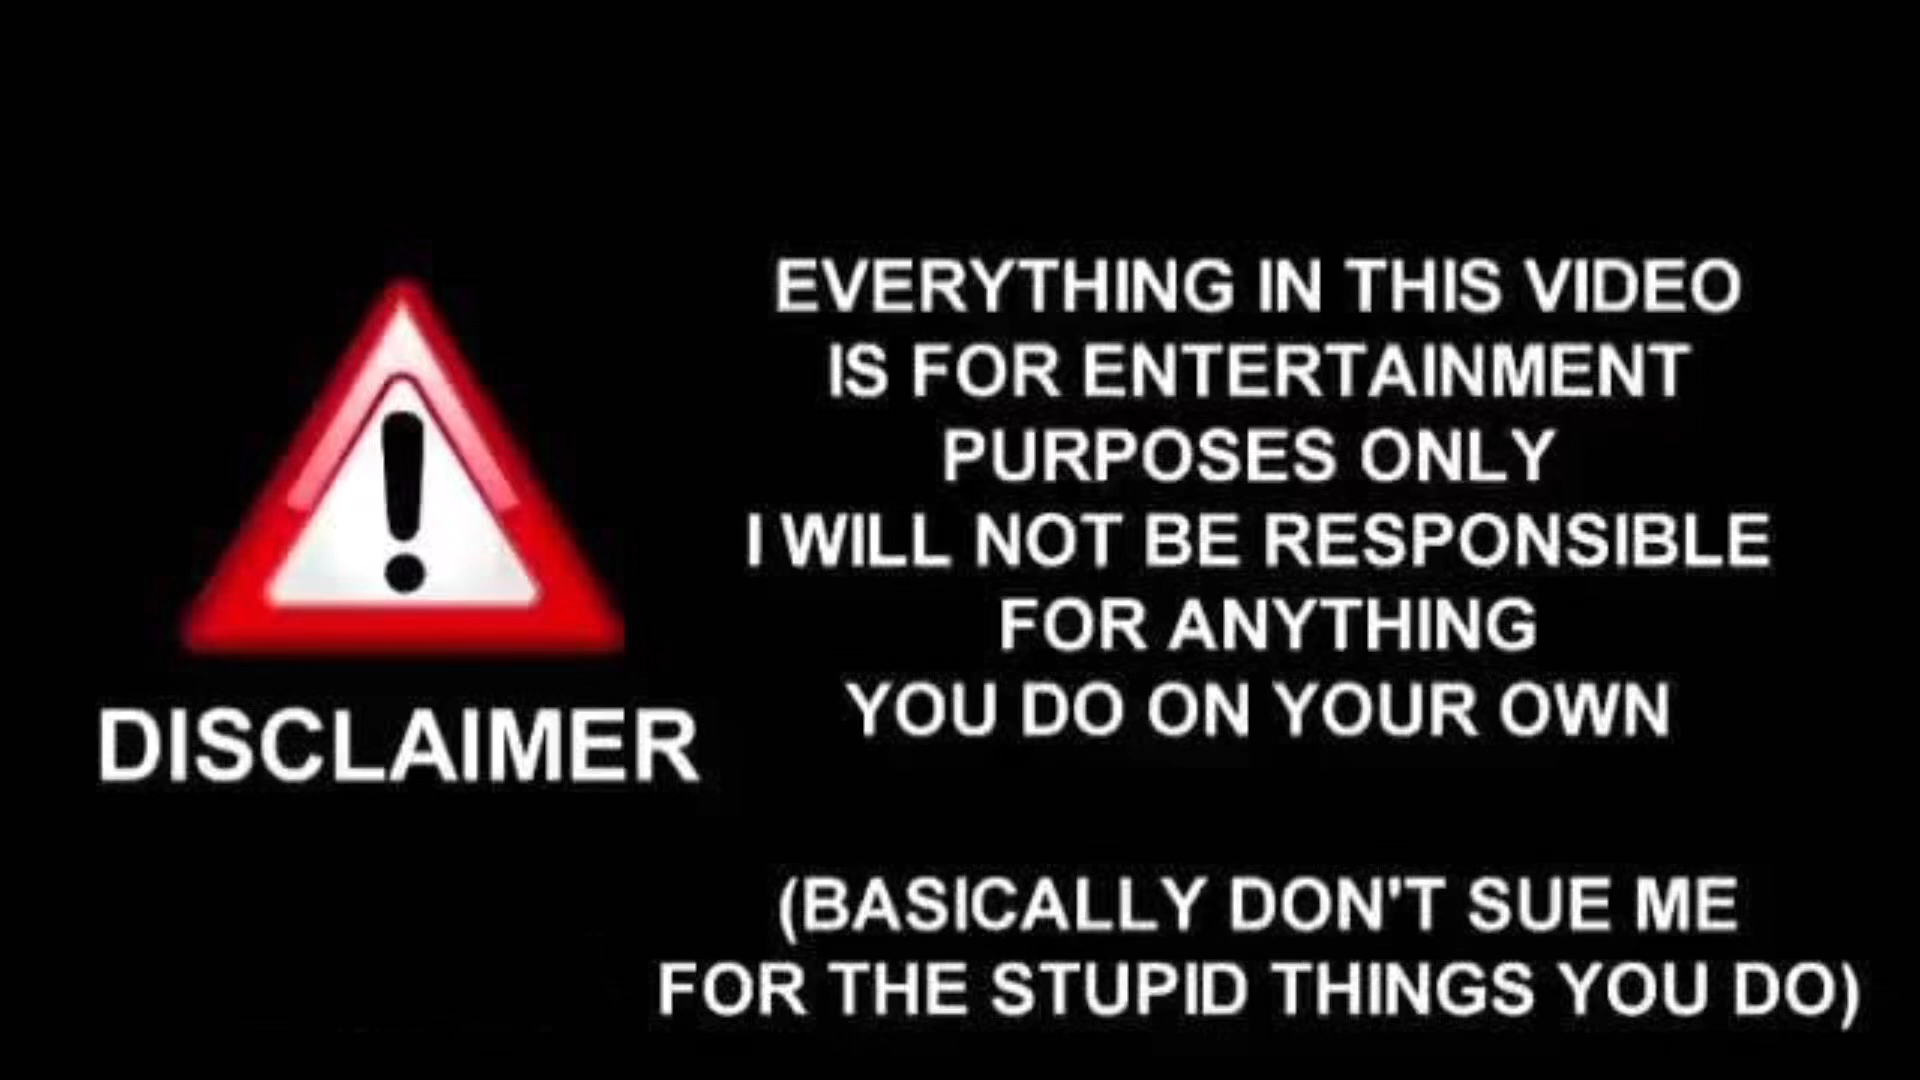 DISCLAIMER
EVERYTHING IN THIS VIDEO
IS FOR ENTERTAINMENT
PURPOSES ONLY
I WILL NOT BE RESPONSIBLE
FOR ANYTHING
YOU DO ON YOUR OWN
(BASICALLY DON'T SUE ME
FOR THE STUPID THINGS YOU DO)